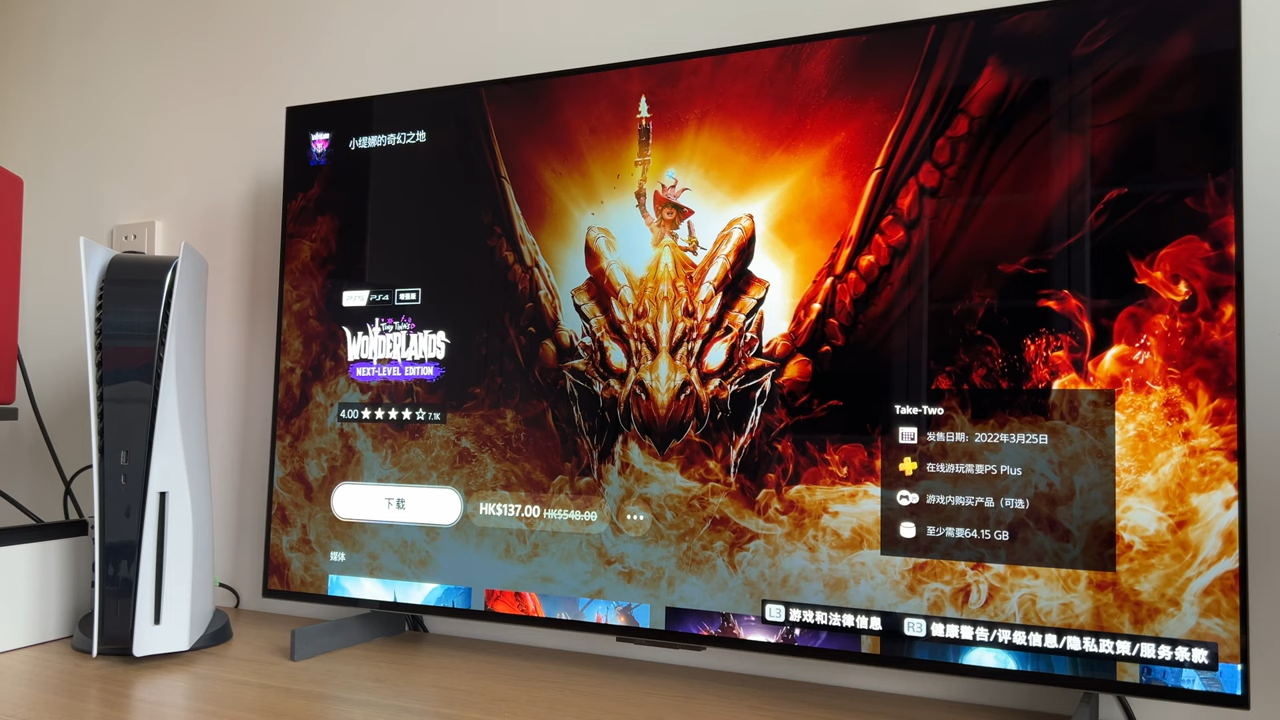 小缇娜的奇幻之地
PS5 PS4 增强版
Tiny Tina's
WONDERLANDS
NEXT-LEVEL EDITION
4.00 7.1K
下载 HK$137.00 HK$548.00
媒体
Take-Two
发售日期：2022年3月25日
在线游玩需要PS Plus
游戏内购买产品（可选）
至少需要64.15 GB
L3 游戏和法律信息 R3 健康警告/评级信息/隐私政策/服务条款